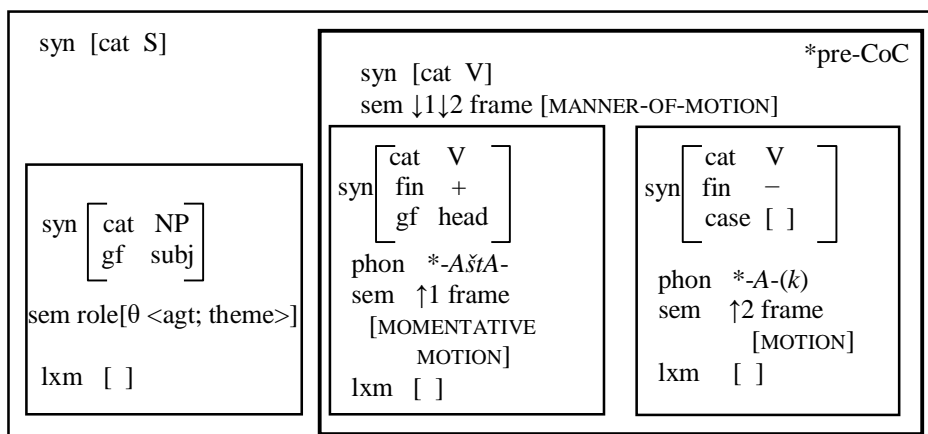 syn [cat S]
*pre-CoC
syn [cat V]
sem ↓1↓2 frame [MANNER-OF-MOTION]
syn [cat NP
gf subj]
sem role[θ <agt; theme>]
lxm [ ]
syn [cat V
fin +
gf head]
phon *-AštA-
sem ↑1 frame
[MOMENTATIVE
MOTION]
lxm [ ]
syn [cat V
fin −
case [ ]]
phon *-A-(k)
sem ↑2 frame
[MOTION]
lxm [ ]